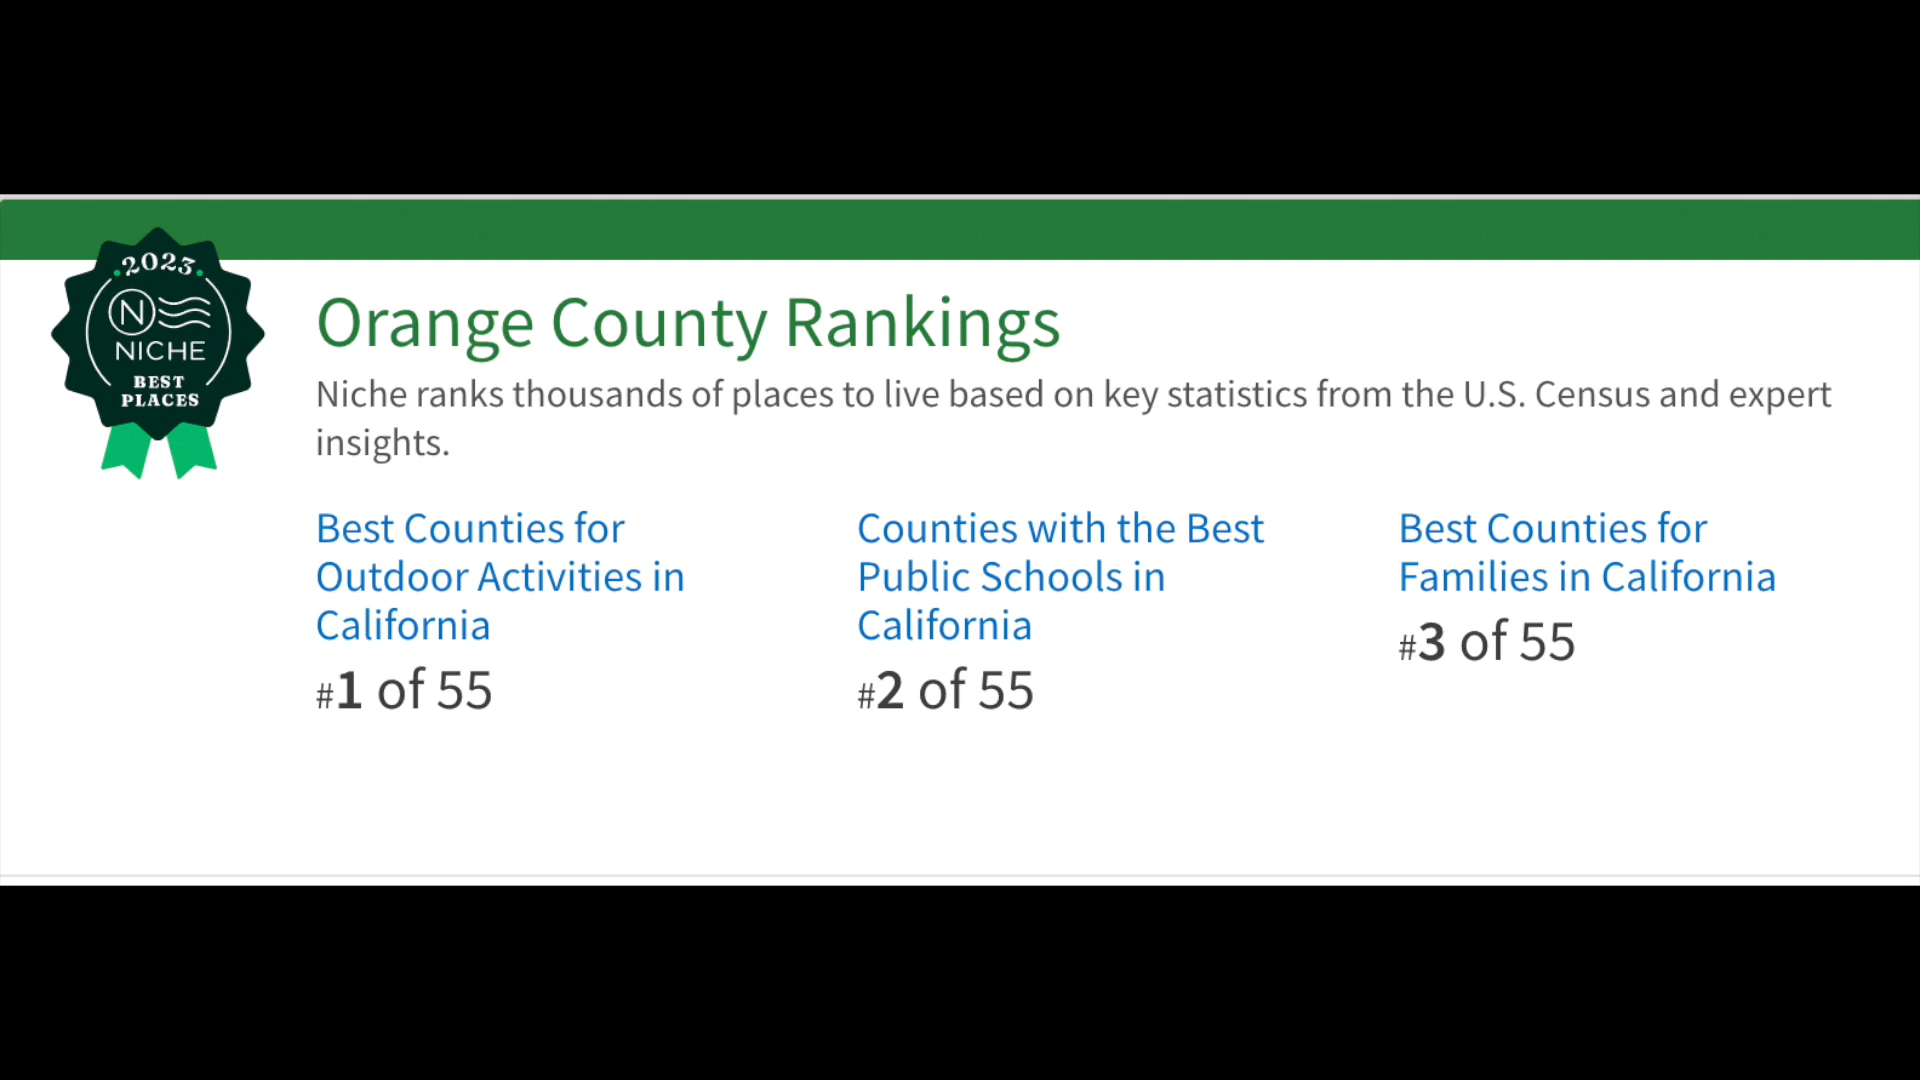 2023
N
NICHE
BEST
PLACES
Orange County Rankings
Niche ranks thousands of places to live based on key statistics from the U.S. Census and expert
insights.
Best Counties for
Outdoor Activities in
California
#1 of 55
Counties with the Best
Public Schools in
California
#2 of 55
Best Counties for
Families in California
#3 of 55